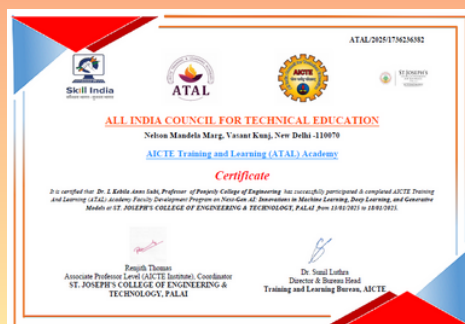 ATAL/2025/1736236382
Skill India
कौशल भारत - कुशल भारत
ATAL
AICTE
ST. JOSEPH'S
ALL INDIA COUNCIL FOR TECHNICAL EDUCATION
Nelson Mandela Marg, Vasant Kunj, New Delhi -110070
AICTE Training and Learning (ATAL) Academy
Certificate
It is certified that Dr. L Kebila Anns Subi, Professor of Ponjesly College of Engineering has successfully participated & completed AICTE Training
And Learning (ATAL) Academy Faculty Development Program on Next-Gen AI: Innovations in Machine Learning, Deep Learning, and Generative
Models at ST. JOSEPH'S COLLEGE OF ENGINEERING & TECHNOLOGY, PALAI from 13/01/2025 to 18/01/2025.
Renjith Thomas
Associate Professor Level (AICTE Institute), Coordinator
ST. JOSEPH'S COLLEGE OF ENGINEERING &
TECHNOLOGY, PALAI
Dr. Sunil Luthra
Director & Bureau Head
Training and Learning Bureau, AICTE